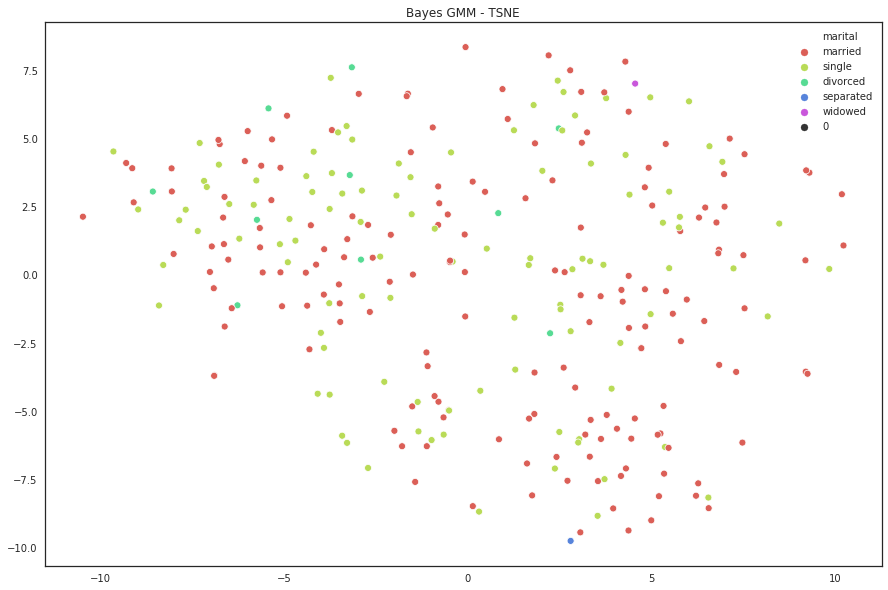 Bayes GMM - TSNE
marital
married
single
divorced
separated
widowed
0
7.5
5.0
2.5
0.0
−2.5
−5.0
−7.5
−10.0
−10
−5
0
5
10